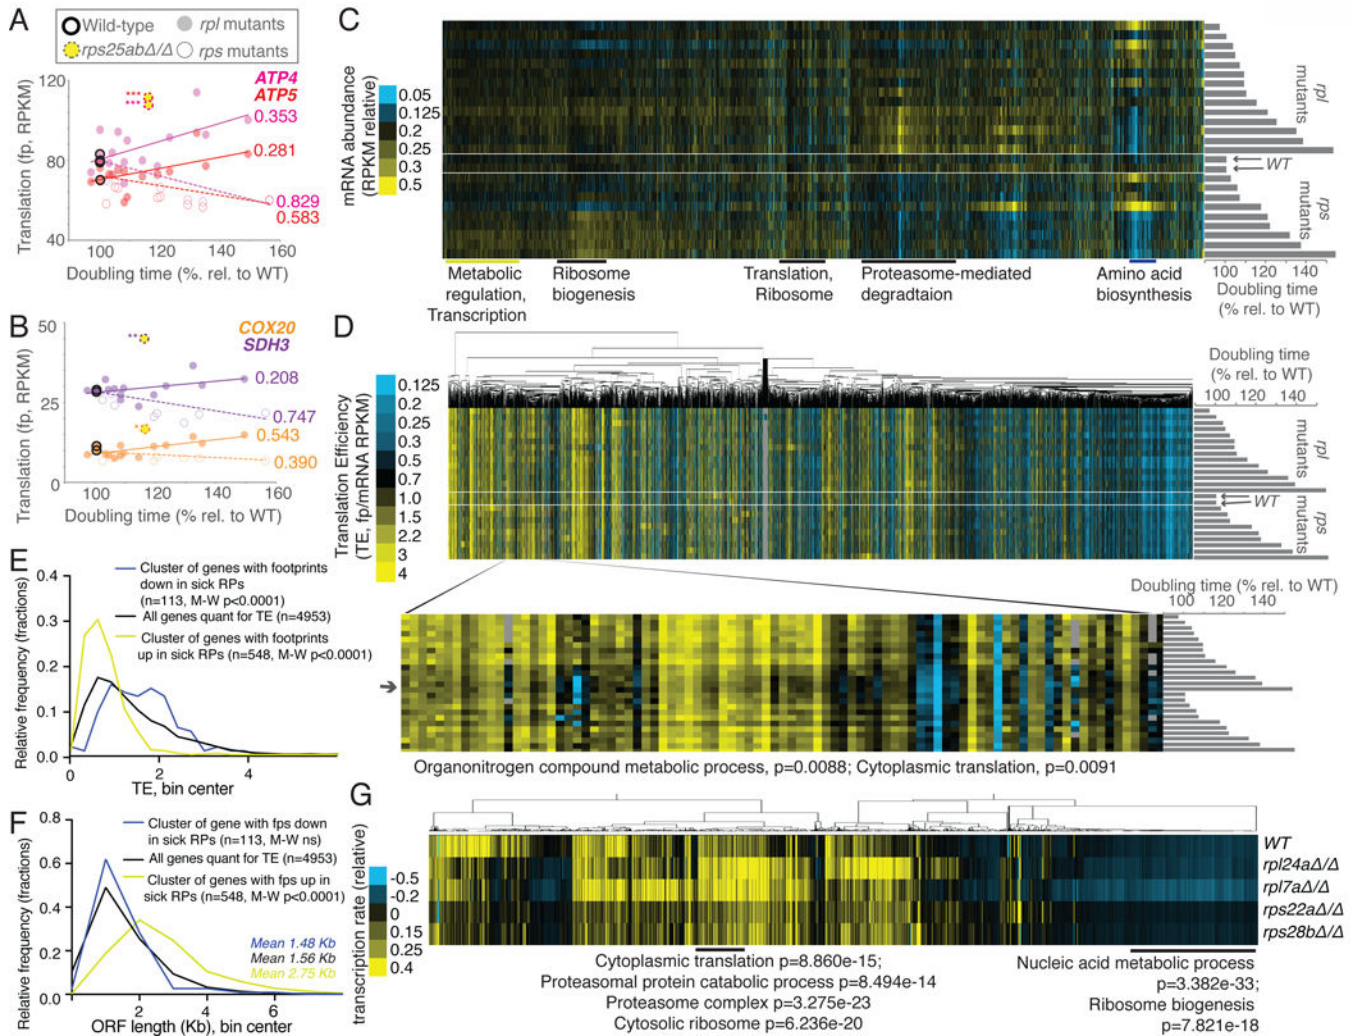 A
Wild-type
rpl mutants
rps25abΔ/Δ
rps mutants
Translation (fp, RPKM)
120
80
40
***
***
ATP4
ATP5
0.353
0.281
0.829
0.583
100
120
140
160
Doubling time (%. rel. to WT)
B
Translation (fp, RPKM)
50
25
0
**
*
COX20
SDH3
0.208
0.747
0.543
0.390
100
120
140
160
Doubling time (% rel. to WT)
C
mRNA abundance
(RPKM relative)
0.05
0.125
0.2
0.25
0.3
0.5
rpl
mutants
WT
rps
mutants
Metabolic
regulation,
Transcription
Ribosome
biogenesis
Translation,
Ribosome
Proteasome-mediated
degradtaion
Amino acid
biosynthesis
100 120 140
Doubling time
(% rel. to WT)
D
Translation Efficiency
(TE, fp/mRNA RPKM)
0.125
0.2
0.25
0.3
0.5
0.7
1.0
1.5
2.2
3
4
Doubling time
(% rel. to WT)
100 120 140
rpl
mutants
WT
rps
mutants
Doubling time (% rel. to WT)
100 120 140
Organonitrogen compound metabolic process, p=0.0088; Cytoplasmic translation, p=0.0091
E
Relative frequency (fractions)
0.4
0.3
0.2
0.1
0.0
Cluster of genes with footprints
down in sick RPs
(n=113, M-W p<0.0001)
All genes quant for TE (n=4953)
Cluster of genes with footprints
up in sick RPs (n=548, M-W p<0.0001)
0
2
4
TE, bin center
F
Relative frequency (fractions)
0.8
0.6
0.4
0.2
0.0
Cluster of gene with fps down
in sick RPs (n=113, M-W ns)
All genes quant for TE (n=4953)
Cluster of genes with fps up in
sick RPs (n=548, M-W p<0.0001)
Mean 1.48 Kb
Mean 1.56 Kb
Mean 2.75 Kb
0
2
4
6
ORF length (Kb), bin center
G
transcription rate (relative)
-0.5
-0.2
0
0.15
0.25
0.4
WT
rpl24aΔ/Δ
rpl7aΔ/Δ
rps22aΔ/Δ
rps28bΔ/Δ
Cytoplasmic translation p=8.860e-15;
Proteasomal protein catabolic process p=8.494e-14
Proteasome complex p=3.275e-23
Cytosolic ribosome p=6.236e-20
Nucleic acid metabolic process
p=3.382e-33;
Ribosome biogenesis
p=7.821e-18